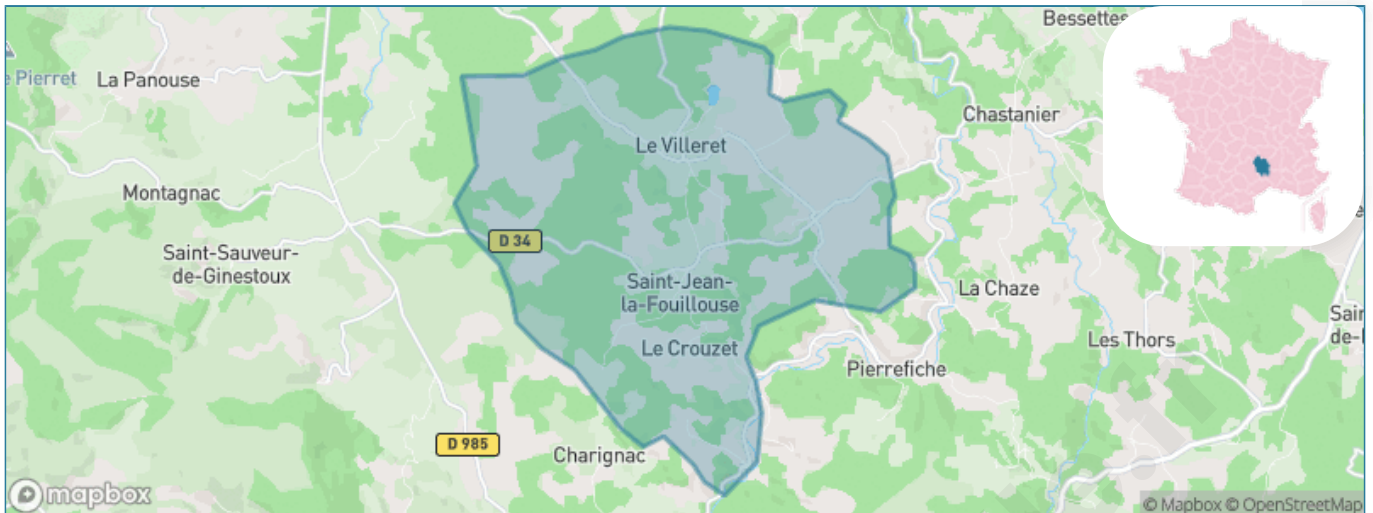 Bessettes
Pierret
La Panouse
Chastanier
Le Villeret
Montagnac
D 34
Saint-Sauveur-
de-Ginestoux
Saint-Jean-
la-Fouillouse
La Chaze
Le Crouzet
Les Thors
Pierrefiche
D 985
Charignac
mapbox
© Mapbox © OpenStreetMap